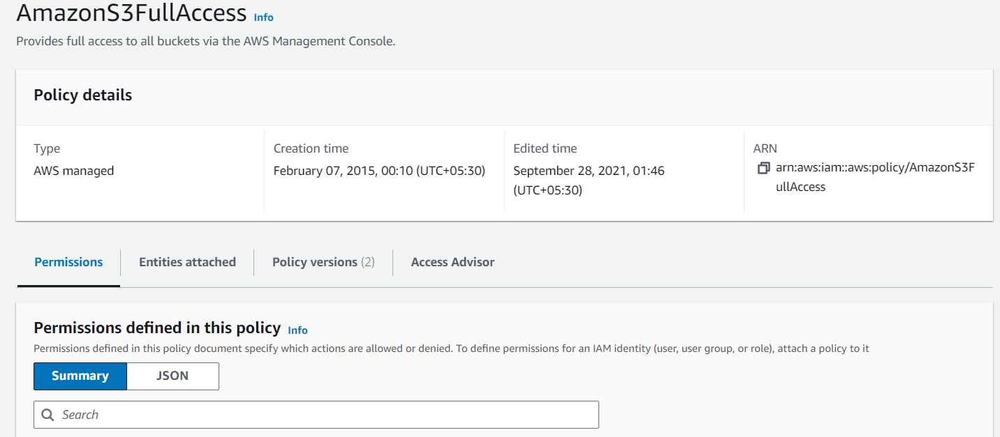 AmazonS3FullAccess Info
Provides full access to all buckets via the AWS Management Console.
Policy details
Type
AWS managed
Creation time
February 07, 2015, 00:10 (UTC+05:30)
Edited time
September 28, 2021, 01:46
(UTC+05:30)
ARN
arn:aws:iam::aws:policy/AmazonS3F
ullAccess
Permissions
Entities attached
Policy versions (2)
Access Advisor
Permissions defined in this policy Info
Permissions defined in this policy document specify which actions are allowed or denied. To define permissions for an IAM identity (user, user group, or role), attach a policy to it
Summary
JSON
Search